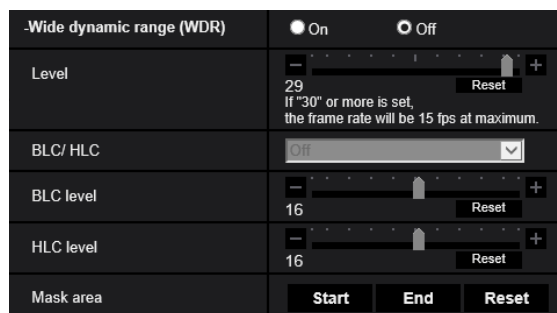 -Wide dynamic range (WDR) On Off
Level
29 Reset
If "30" or more is set,
the frame rate will be 15 fps at maximum.
BLC/ HLC Off
BLC level
16 Reset
HLC level
16 Reset
Mask area Start End Reset